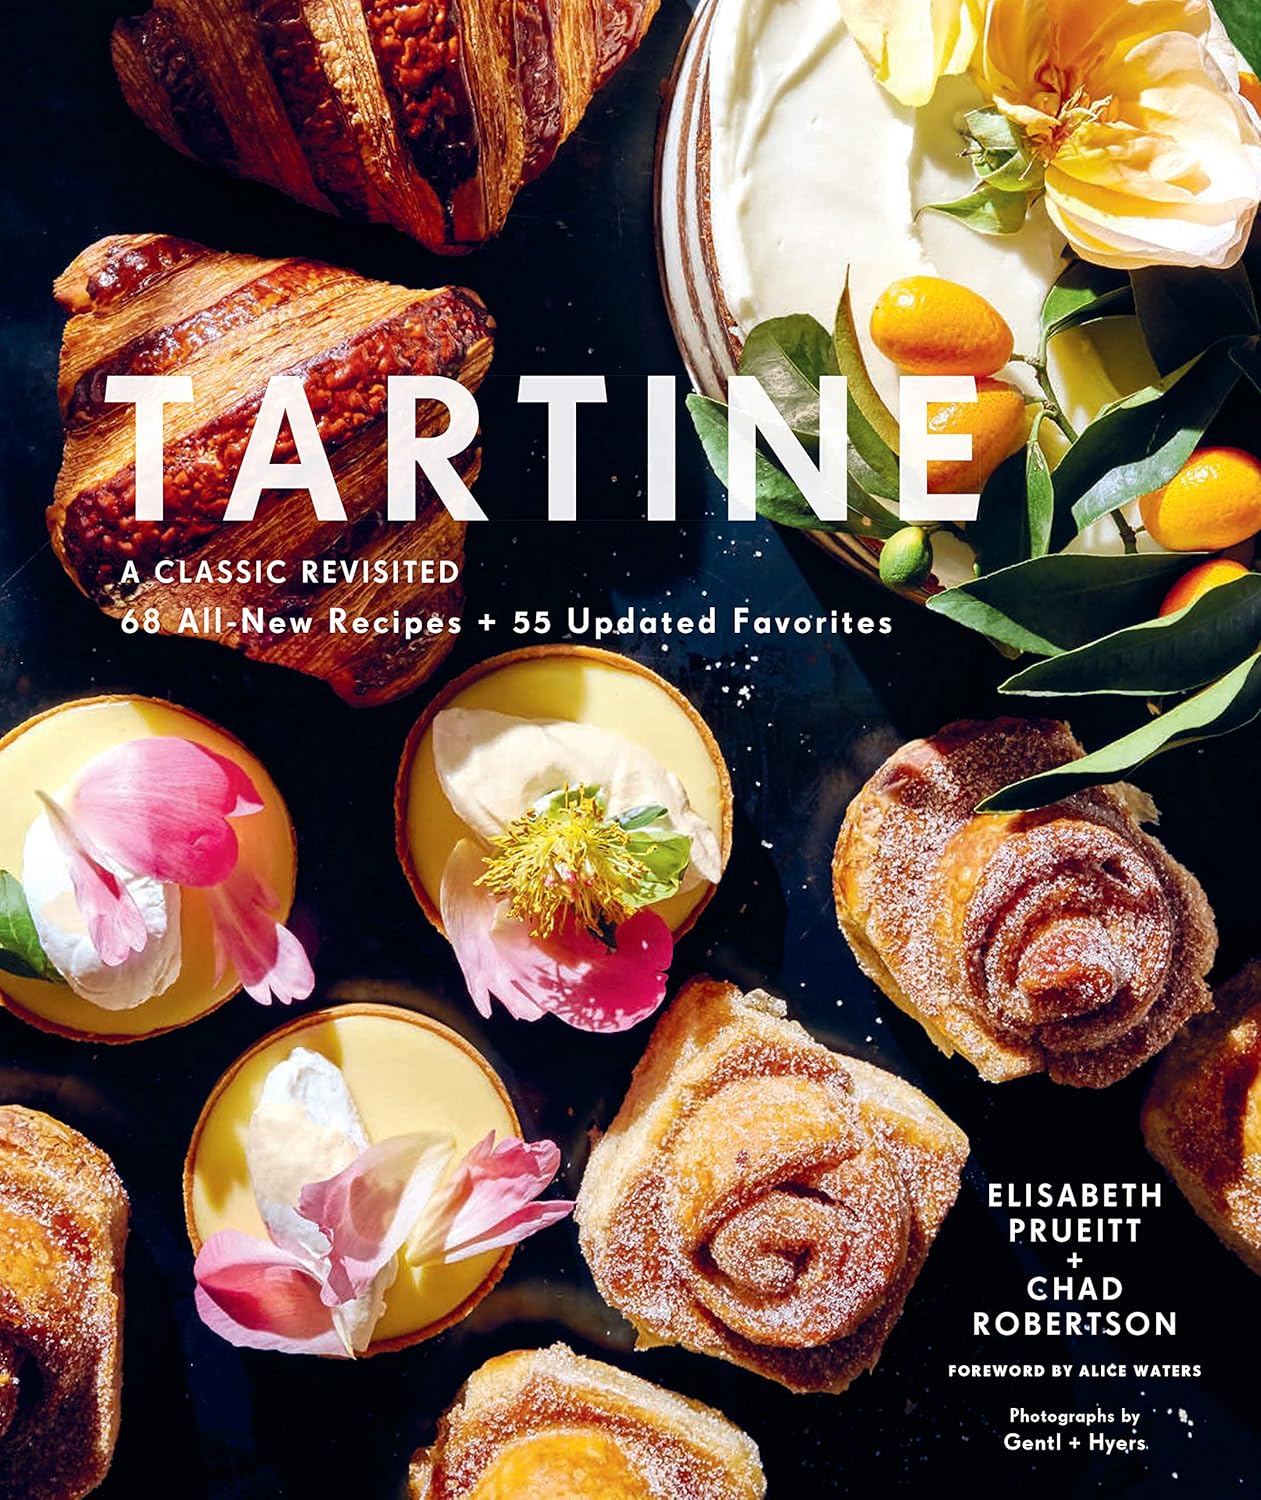 TARTINE
A CLASSIC REVISITED
68 All-New Recipes + 55 Updated Favorites
ELISABETH
PRUEITT
+
CHAD
ROBERTSON
FOREWORD BY ALICE WATERS
Photographs by
Gentl + Hyers